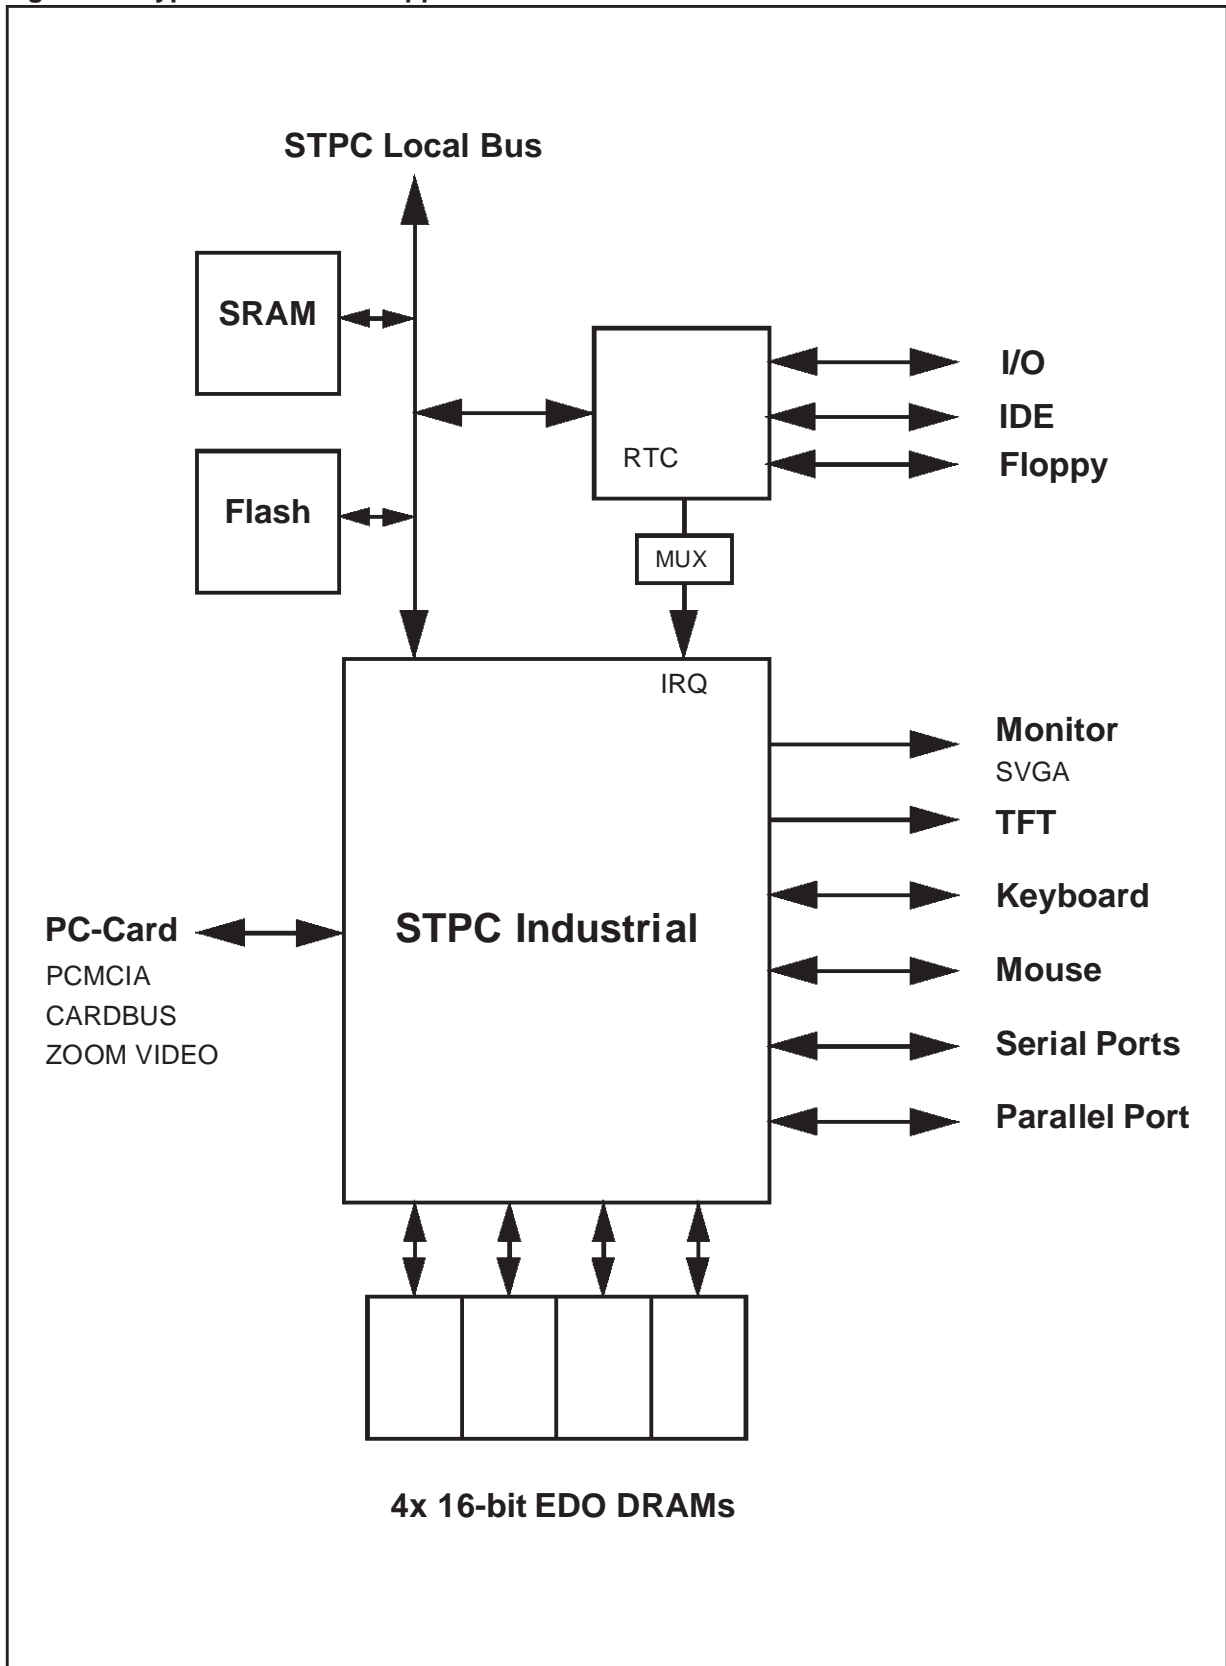 STPC Local Bus
SRAM
I/O
IDE
RTC
Floppy
Flash
MUX
IRQ
Monitor
SVGA
TFT
Keyboard
STPC Industrial
PC-Card
PCMCIA
CARDBUS
ZOOM VIDEO
Mouse
Serial Ports
Parallel Port
4x 16-bit EDO DRAMs